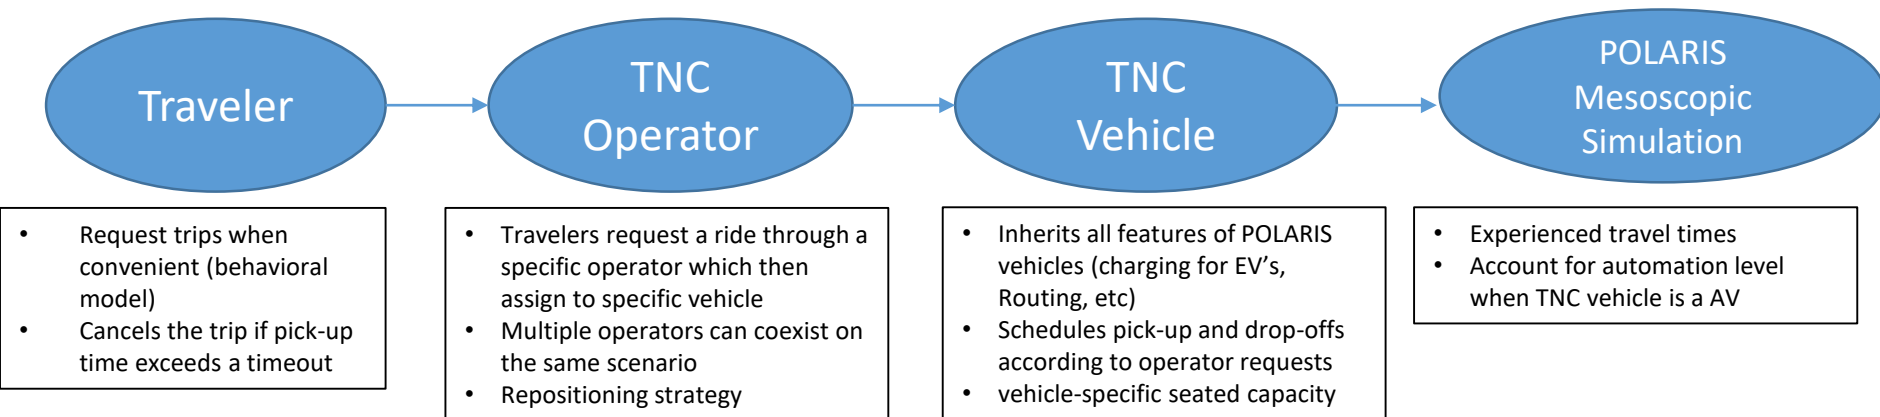 Traveler
TNC
Operator
TNC
Vehicle
POLARIS
Mesoscopic
Simulation
• Request trips when
convenient (behavioral
model)
• Cancels the trip if pick-up
time exceeds a timeout
• Travelers request a ride through a
specific operator which then
assign to specific vehicle
• Multiple operators can coexist on
the same scenario
• Repositioning strategy
• Inherits all features of POLARIS
vehicles (charging for EV's,
Routing, etc)
• Schedules pick-up and drop-offs
according to operator requests
• vehicle-specific seated capacity
• Experienced travel times
• Account for automation level
when TNC vehicle is a AV